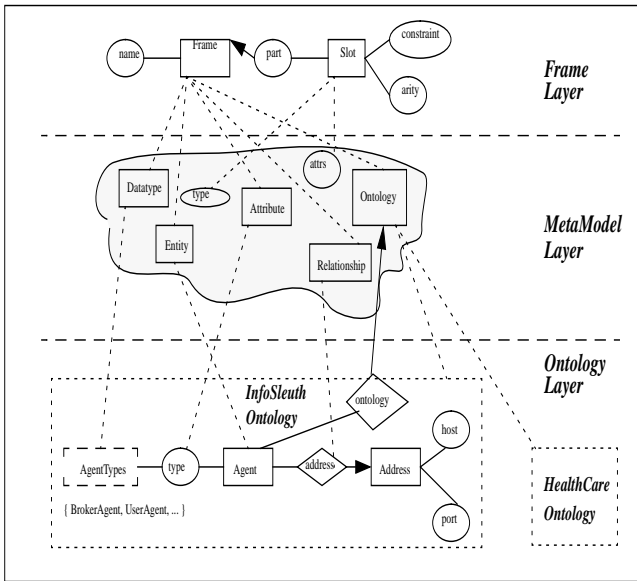 name
Frame
part
Slot
constraint
arity
Frame
Layer
Datatype
type
Attribute
attrs
Ontology
Entity
Relationship
MetaModel
Layer
Ontology
Layer
InfoSleuth
Ontology
ontology
host
AgentTypes
type
Agent
address
Address
{ BrokerAgent, UserAgent, ... }
port
HealthCare
Ontology